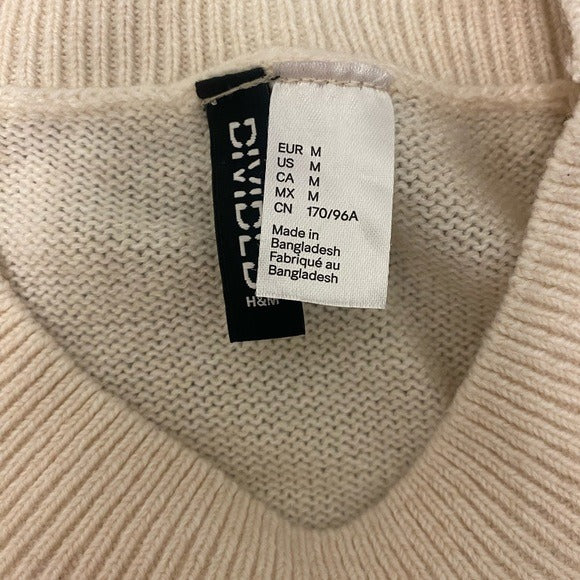 DIVIDED
H&M
EUR M
US M
CA M
MX M
CN 170/96A
Made in
Bangladesh
Fabriqué au
Bangladesh